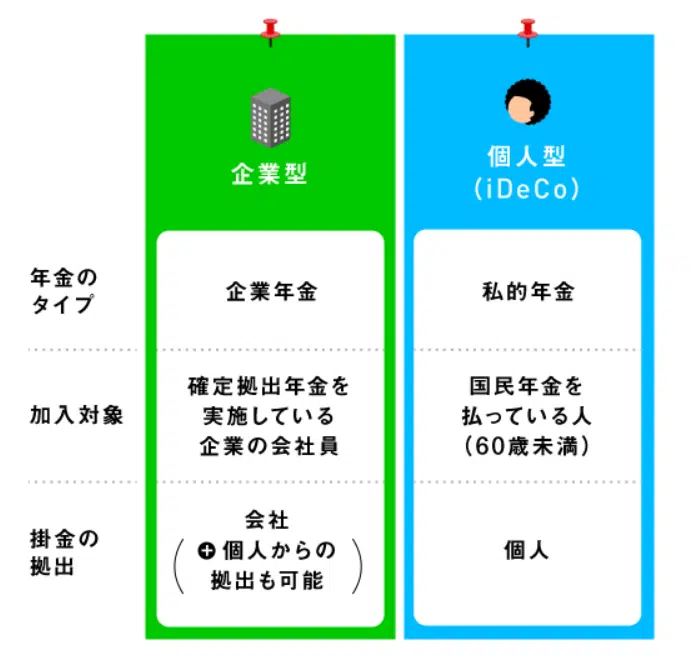 企業型
個人型
(iDeCo)
年金の
タイプ
企業年金
私的年金
加入対象
確定拠出年金を
実施している
企業の会社員
国民年金を
払っている人
(60歳未満)
掛金の
拠出
会社
(+個人からの
拠出も可能)
個人